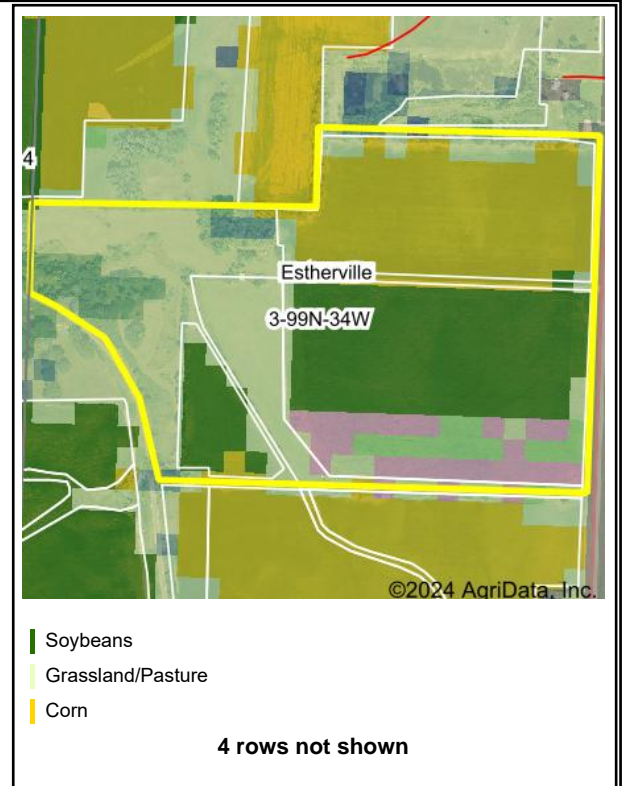 4
Estherville
3-99N-34W
©2024 AgriData, Inc.
Soybeans
Grassland/Pasture
Corn
4 rows not shown